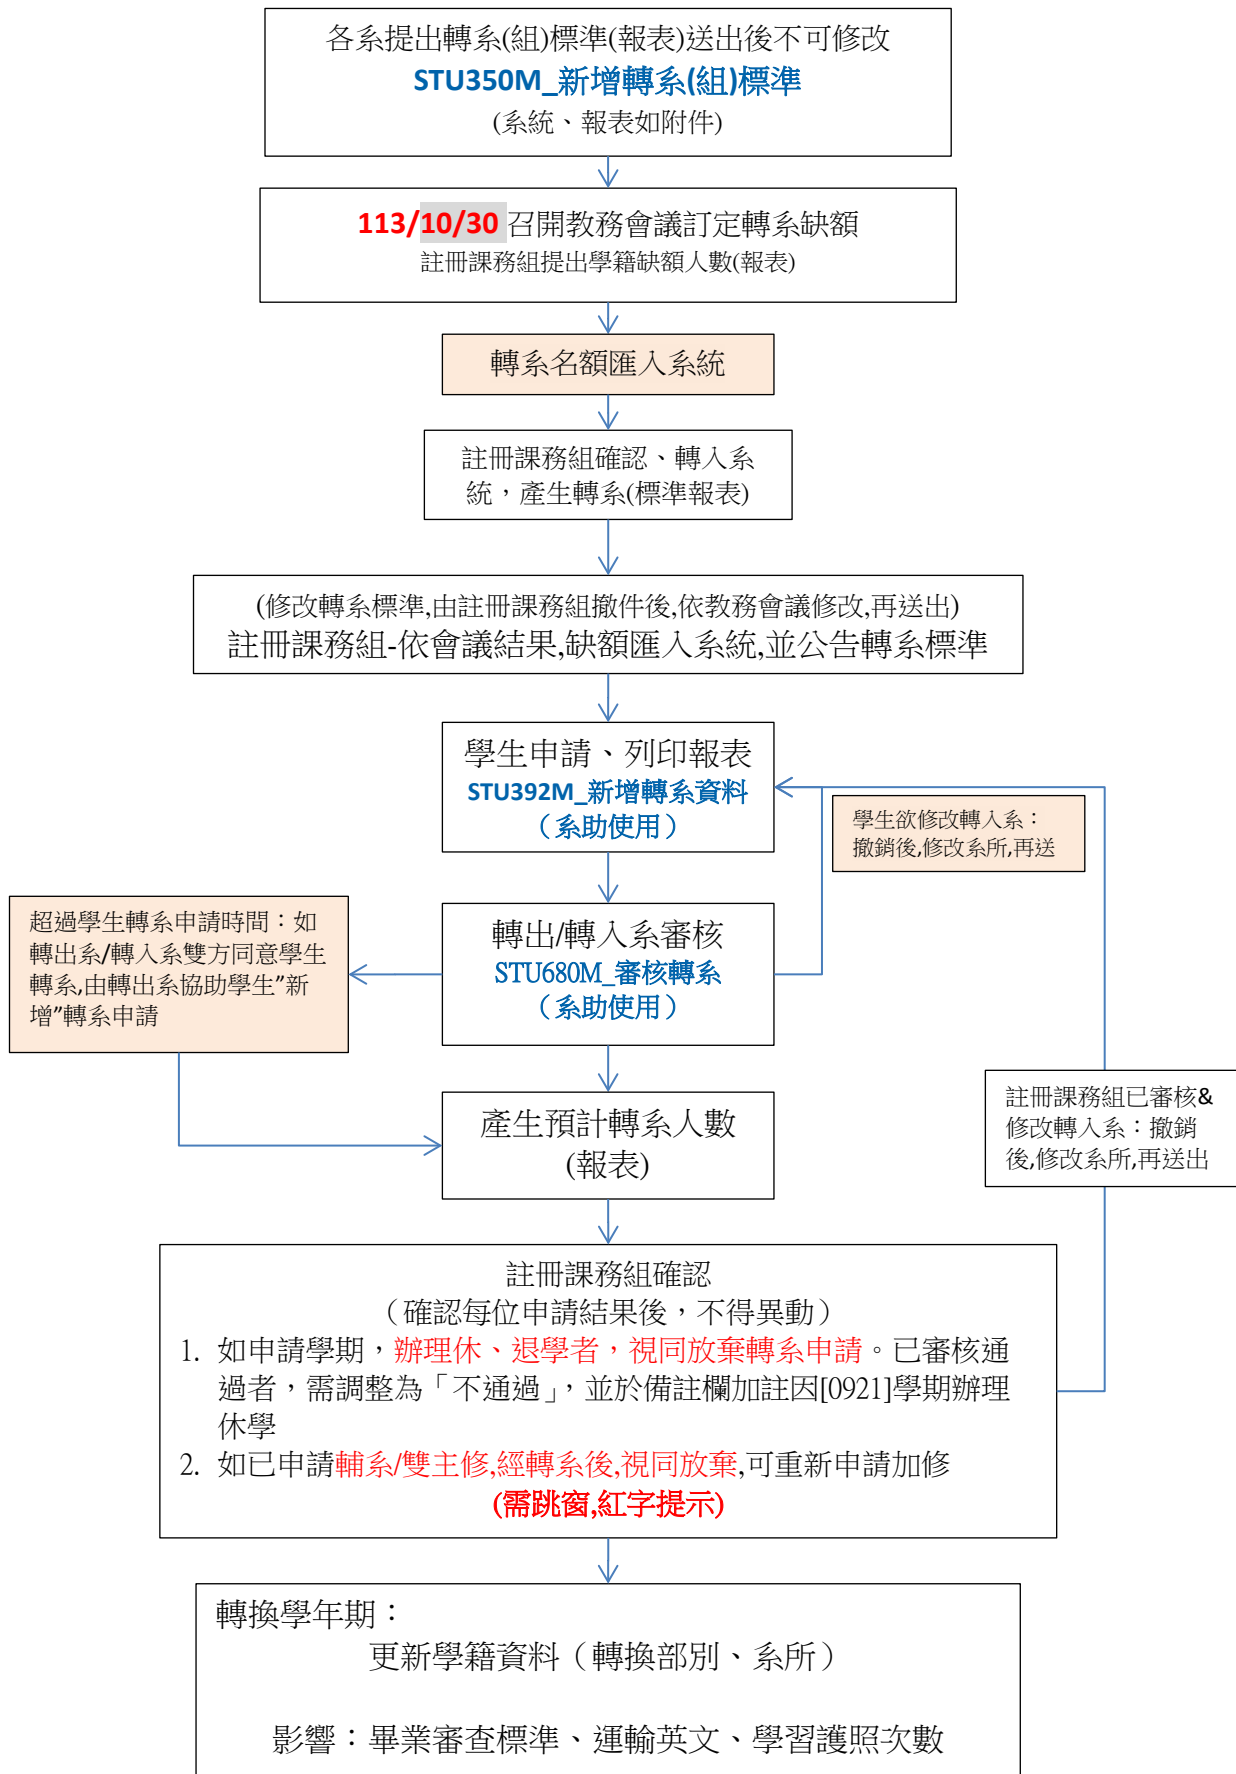 各系提出轉系(組)標準(報表)送出後不可修改
STU350M_新增轉系(組)標準
(系統、報表如附件)
113/10/30 召開教務會議訂定轉系缺額
註冊課務組提出學籍缺額人數(報表)
轉系名額匯入系統
註冊課務組確認、轉入系
統，產生轉系(標準報表)
(修改轉系標準,由註冊課務組撤件後,依教務會議修改,再送出)
註冊課務組-依會議結果,缺額匯入系統,並公告轉系標準
學生申請、列印報表
STU392M_新增轉系資料
（系助使用）
學生欲修改轉入系：
撤銷後,修改系所,再送
超過學生轉系申請時間：如
轉出系/轉入系雙方同意學生
轉系,由轉出系協助學生”新
增”轉系申請
轉出/轉入系審核
STU680M_審核轉系
（系助使用）
註冊課務組已審核&
修改轉入系：撤銷
後,修改系所,再送出
產生預計轉系人數
(報表)
註冊課務組確認
（確認每位申請結果後，不得異動）
1. 如申請學期，辦理休、退學者，視同放棄轉系申請。已審核通
過者，需調整為「不通過」，並於備註欄加註因[0921]學期辦理
休學
2. 如已申請輔系/雙主修,經轉系後,視同放棄,可重新申請加修
(需跳窗,紅字提示)
轉換學年期：
更新學籍資料（轉換部別、系所）
影響：畢業審查標準、運輸英文、學習護照次數